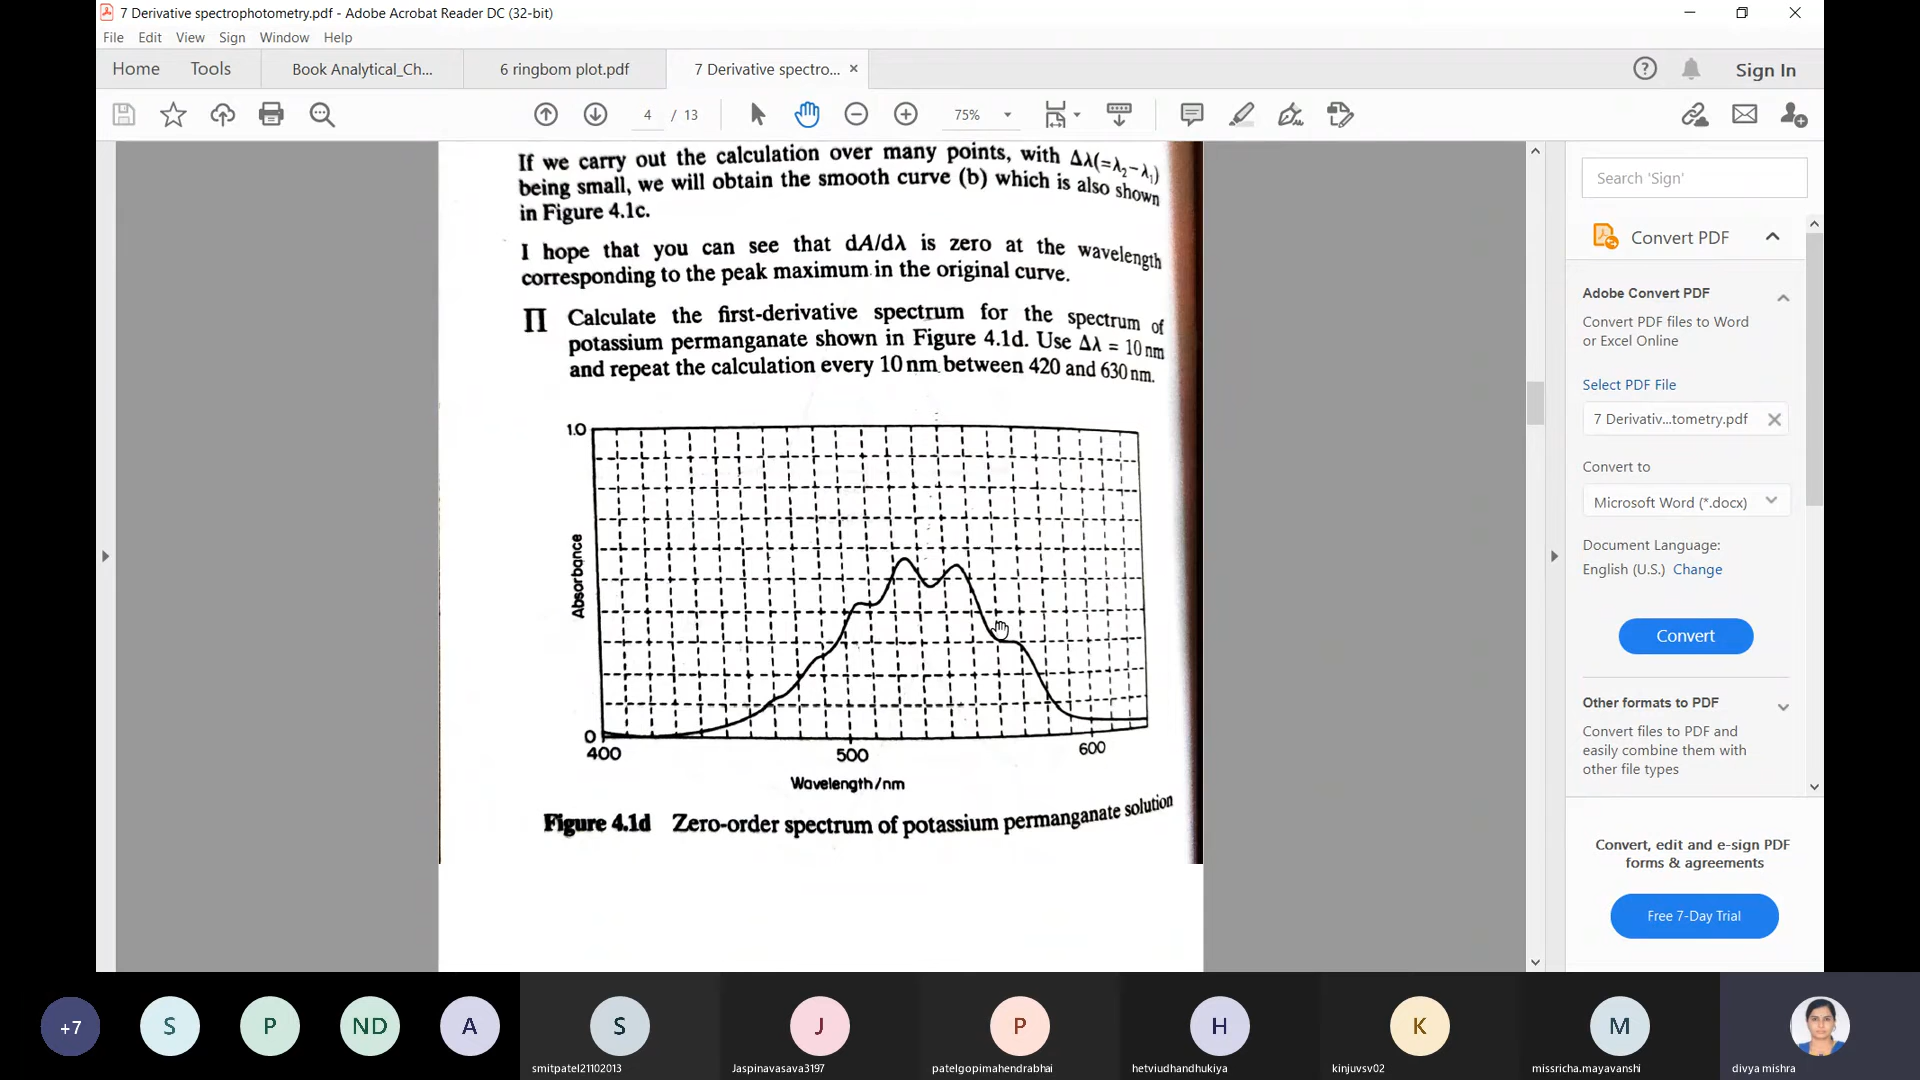 7 Derivative spectrophotometry.pdf - Adobe Acrobat Reader DC (32-bit)
File Edit View Sign Window Help
Home Tools Book Analytical_Ch... 6 ringbom plot.pdf 7 Derivative spectro... × Sign In
4 / 13 75%
If we carry out the calculation over many points, with Δλ(=λ₂−λ₁)
being small, we will obtain the smooth curve (b) which is also shown
in Figure 4.1c.
I hope that you can see that dA/dλ is zero at the wavelength
corresponding to the peak maximum in the original curve.
Π Calculate the first-derivative spectrum for the spectrum of
potassium permanganate shown in Figure 4.1d. Use Δλ = 10 nm
and repeat the calculation every 10 nm between 420 and 630 nm.
1.0
Absorbance
0
400 500 600
Wavelength/nm
Figure 4.1d Zero-order spectrum of potassium permanganate solution
Search 'Sign'
Convert PDF
Adobe Convert PDF
Convert PDF files to Word
or Excel Online
Select PDF File
7 Derivativ...tometry.pdf
Convert to
Microsoft Word (*.docx)
Document Language:
English (U.S.) Change
Convert
Other formats to PDF
Convert files to PDF and
easily combine them with
other file types
Convert, edit and e-sign PDF
forms & agreements
Free 7-Day Trial
+7 S P ND A S J P H K M
smitpatel21102013 Jaspinavasava3197 patelgopimahendrabhai hetviudhandhukiya kinjuvsv02 missricha.mayavanshi divya mishra